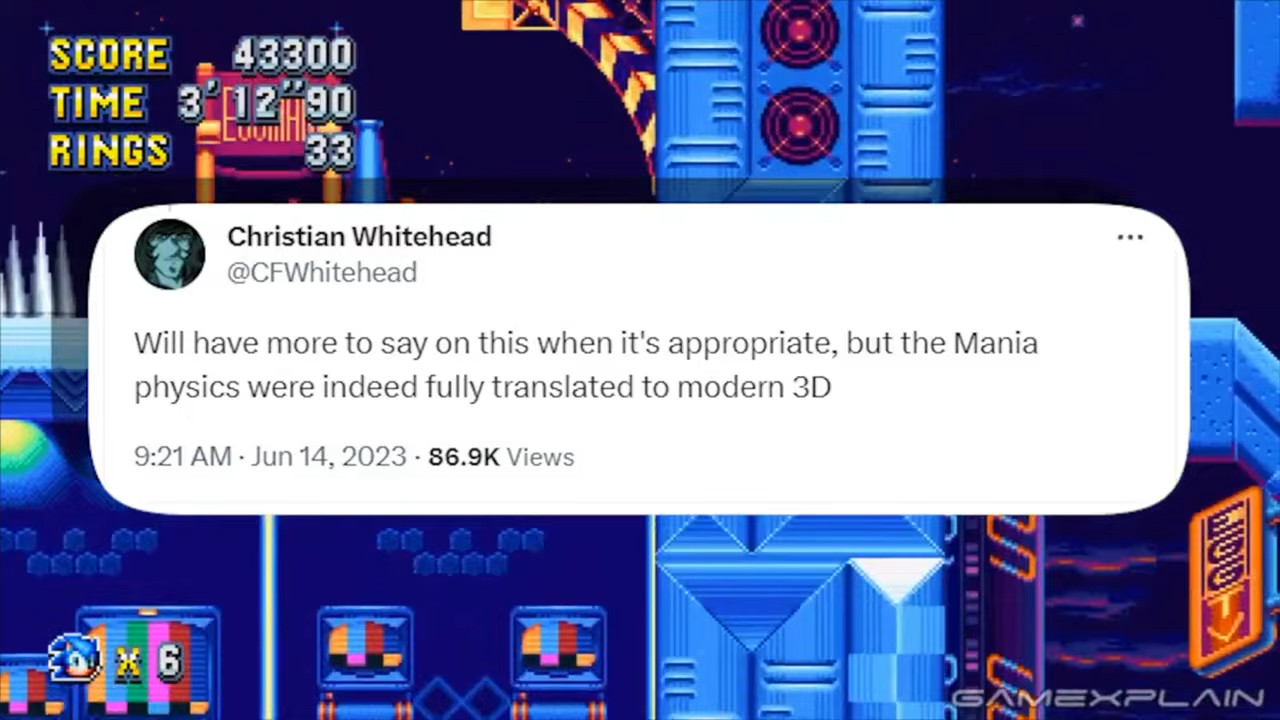 SCORE 43300
TIME 3'12"90
RINGS 33
EGGMAN
Christian Whitehead
@CFWhitehead
...
Will have more to say on this when it's appropriate, but the Mania
physics were indeed fully translated to modern 3D
9:21 AM · Jun 14, 2023 · 86.9K Views
x 6
GAMEXPLAIN